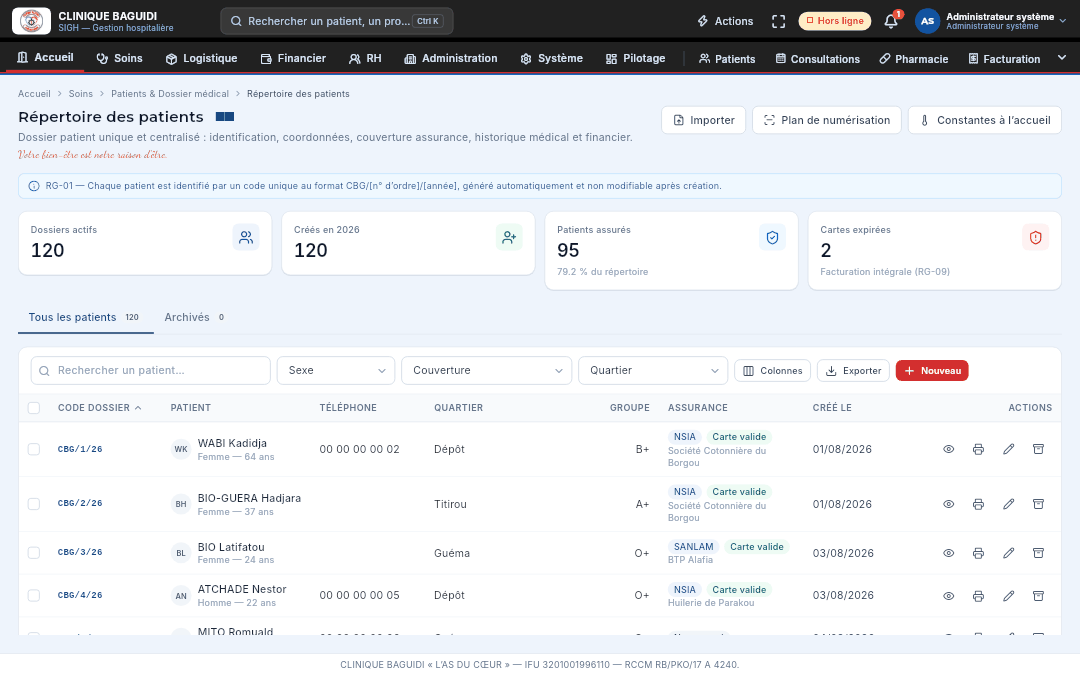 CLINIQUE BAGUIDI
SIGH — Gestion hospitalière
Rechercher un patient, un pro... Ctrl K
Actions
Hors ligne
1
AS
Administrateur système
Administrateur système
Accueil Soins Logistique Financier RH Administration Système Pilotage Patients Consultations Pharmacie Facturation
Accueil > Soins > Patients & Dossier médical > Répertoire des patients
Répertoire des patients
Dossier patient unique et centralisé : identification, coordonnées, couverture assurance, historique médical et financier.
Votre bien-être est notre raison d'être.
Importer Plan de numérisation Constantes à l'accueil
RG-01 — Chaque patient est identifié par un code unique au format CBG/[n° d'ordre]/[année], généré automatiquement et non modifiable après création.
Dossiers actifs
120
Créés en 2026
120
Patients assurés
95
79.2 % du répertoire
Cartes expirées
2
Facturation intégrale (RG-09)
Tous les patients 120 Archivés 0
Rechercher un patient... Sexe Couverture Quartier Colonnes Exporter Nouveau
CODE DOSSIER PATIENT TÉLÉPHONE QUARTIER GROUPE ASSURANCE CRÉÉ LE ACTIONS
CBG/1/26 WK WABI Kadidja Femme — 64 ans 00 00 00 00 02 Dépôt B+ NSIA Carte valide Société Cotonnière du Borgou 01/08/2026
CBG/2/26 BH BIO-GUERA Hadjara Femme — 37 ans Titirou A+ NSIA Carte valide Société Cotonnière du Borgou 01/08/2026
CBG/3/26 BL BIO Latifatou Femme — 24 ans Guéma O+ SANLAM Carte valide BTP Alafia 03/08/2026
CBG/4/26 AN ATCHADE Nestor Homme — 22 ans 00 00 00 00 05 Dépôt O+ NSIA Carte valide Huilerie de Parakou 03/08/2026
MITO Romuald
CLINIQUE BAGUIDI « L'AS DU CŒUR » — IFU 3201001996110 — RCCM RB/PKO/17 A 4240.